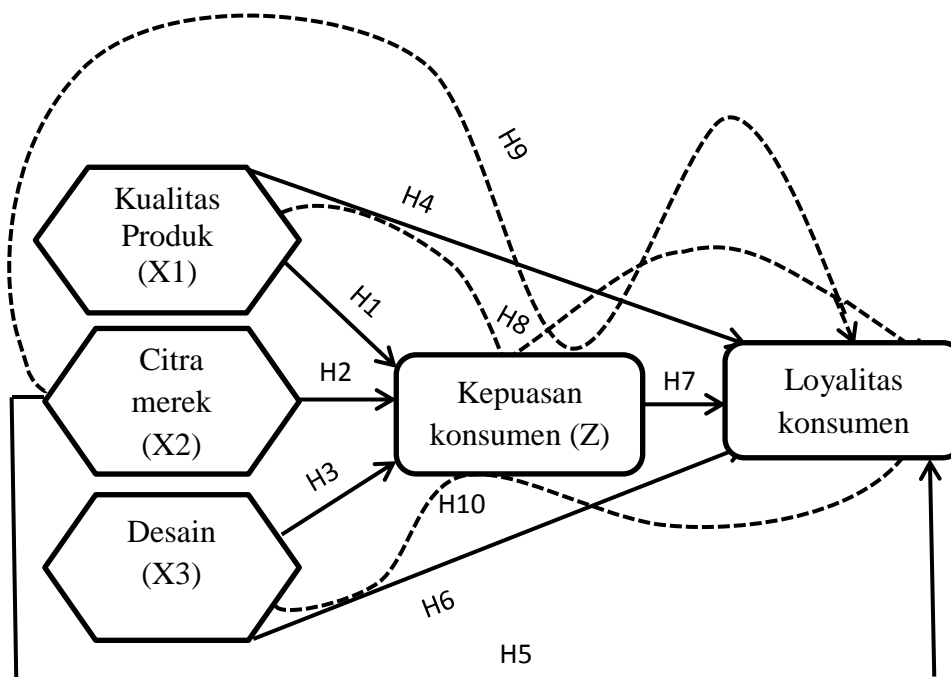 H9
Kualitas
Produk
(X1)
H4
H1
H8
Citra
merek
(X2)
H2
Kepuasan
konsumen (Z)
H7
Loyalitas
konsumen
H3
H10
Desain
(X3)
H6
H5